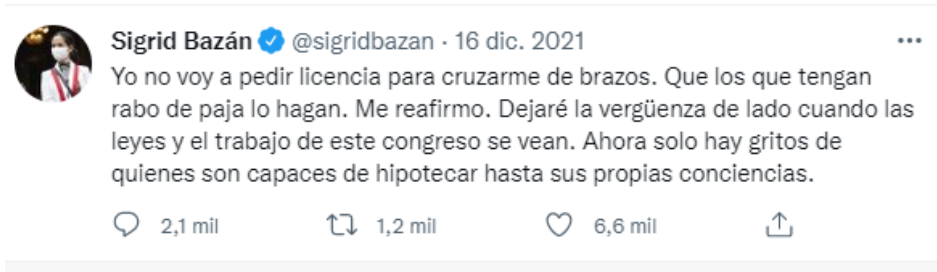 Sigrid Bazán @sigridbazan · 16 dic. 2021
Yo no voy a pedir licencia para cruzarme de brazos. Que los que tengan
rabo de paja lo hagan. Me reafirmo. Dejaré la vergüenza de lado cuando las
leyes y el trabajo de este congreso se vean. Ahora solo hay gritos de
quienes son capaces de hipotecar hasta sus propias conciencias.
2,1 mil 1,2 mil 6,6 mil